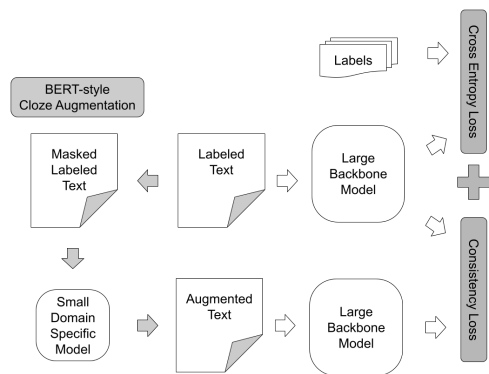 Labels
Cross Entropy Loss
BERT-style
Cloze Augmentation
Masked
Labeled
Text
Labeled
Text
Large
Backbone
Model
Small
Domain
Specific
Model
Augmented
Text
Large
Backbone
Model
Consistency Loss